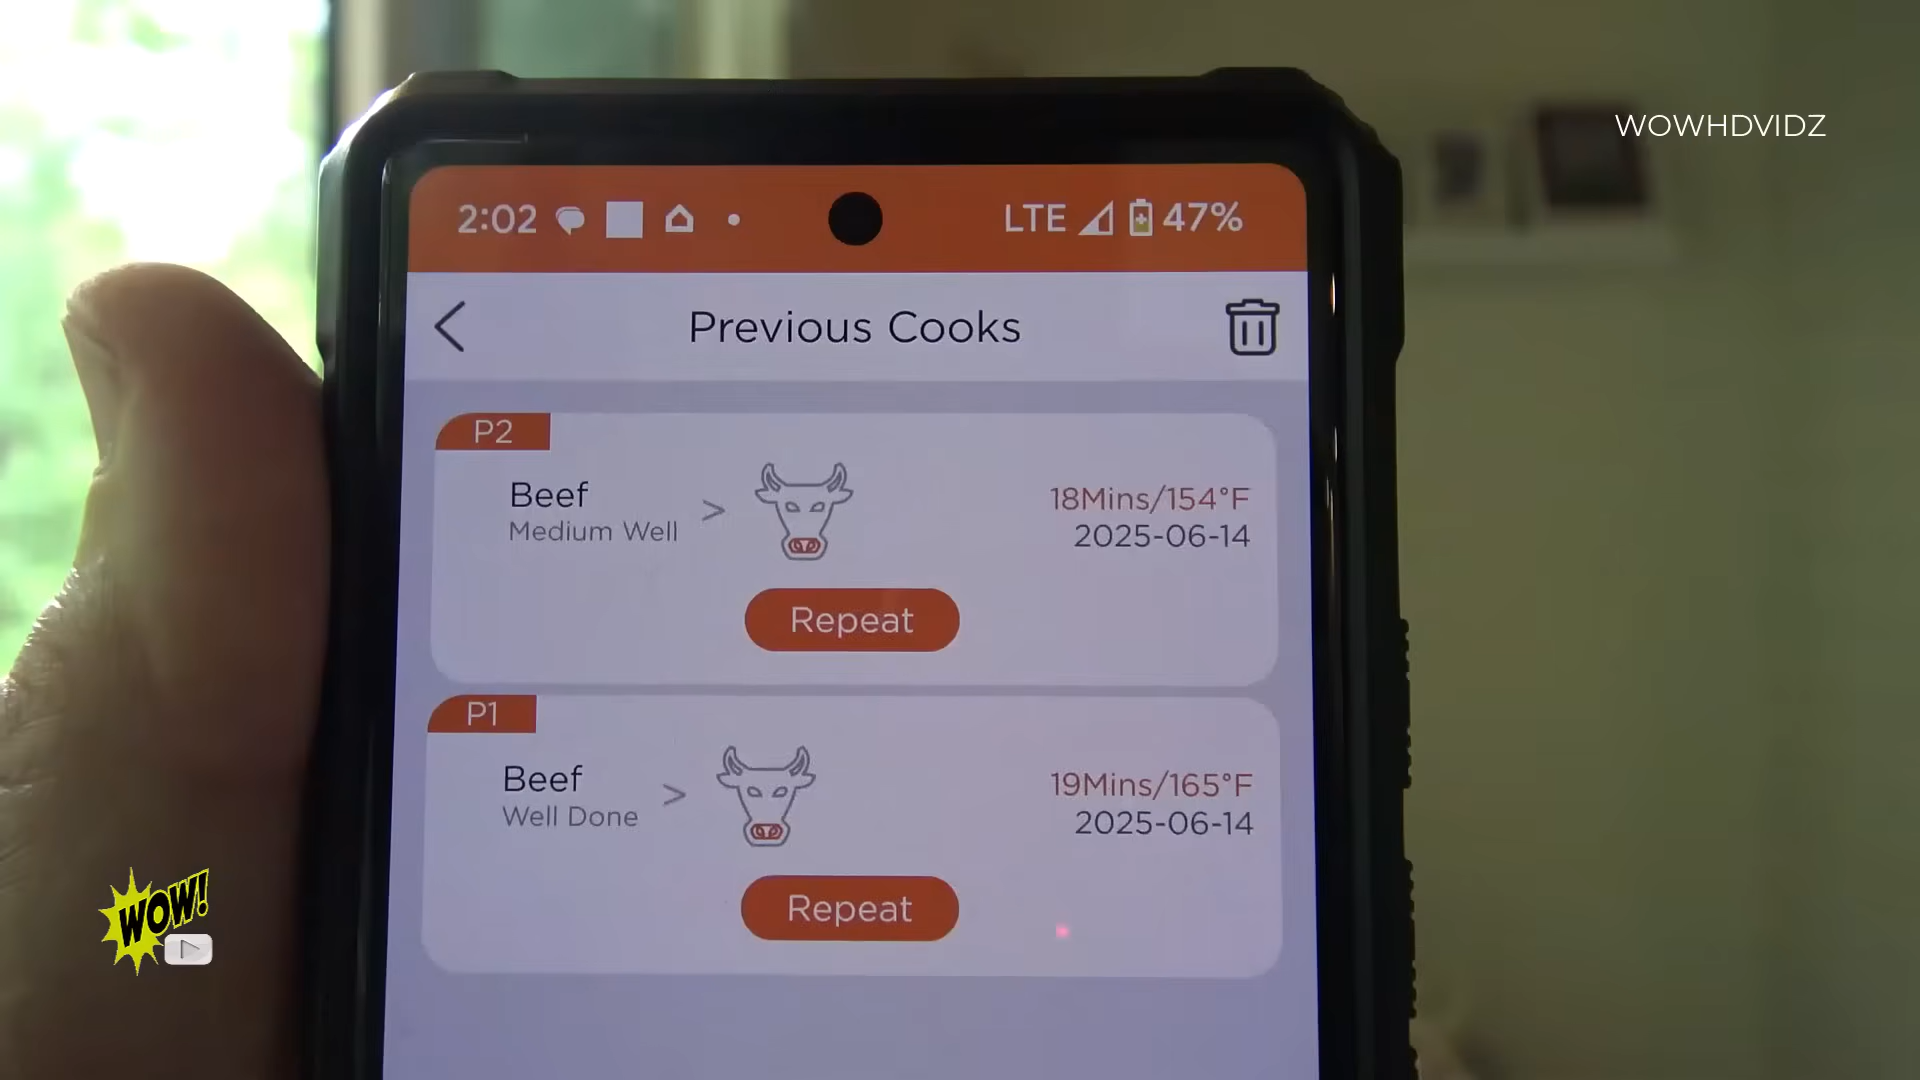 WOWHDVIDZ
2:02
LTE 47%
Previous Cooks
P2
Beef
Medium Well
>
18Mins/154°F
2025-06-14
Repeat
P1
Beef
Well Done
>
19Mins/165°F
2025-06-14
Repeat
WOW!